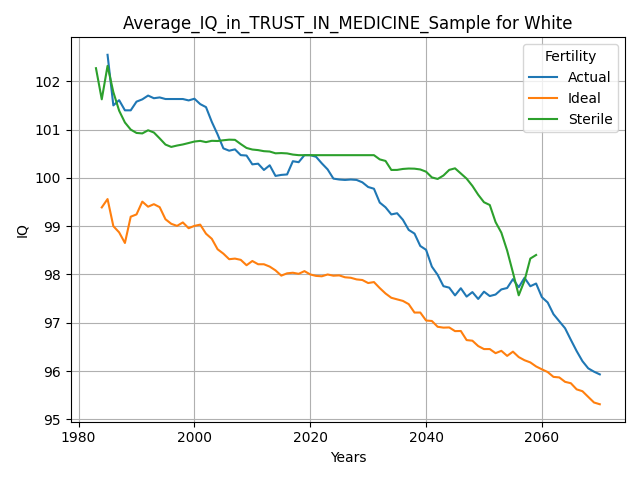 Average_IQ_in_TRUST_IN_MEDICINE_Sample for White
Fertility
Actual
Ideal
Sterile
102
101
100
99
98
97
96
95
IQ
1980
2000
2020
2040
2060
Years